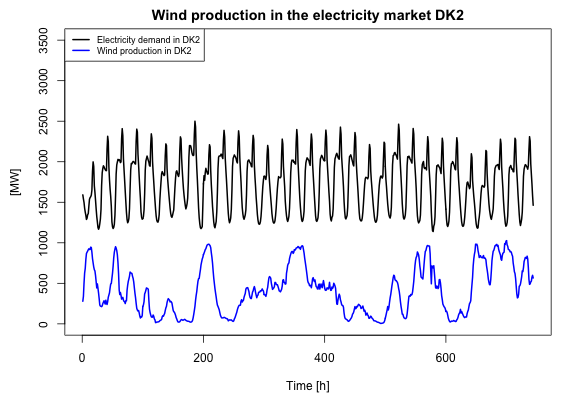 Wind production in the electricity market DK2
Electricity demand in DK2
Wind production in DK2
[MW]
3500
3000
2500
2000
1500
1000
500
0
0 200 400 600
Time [h]